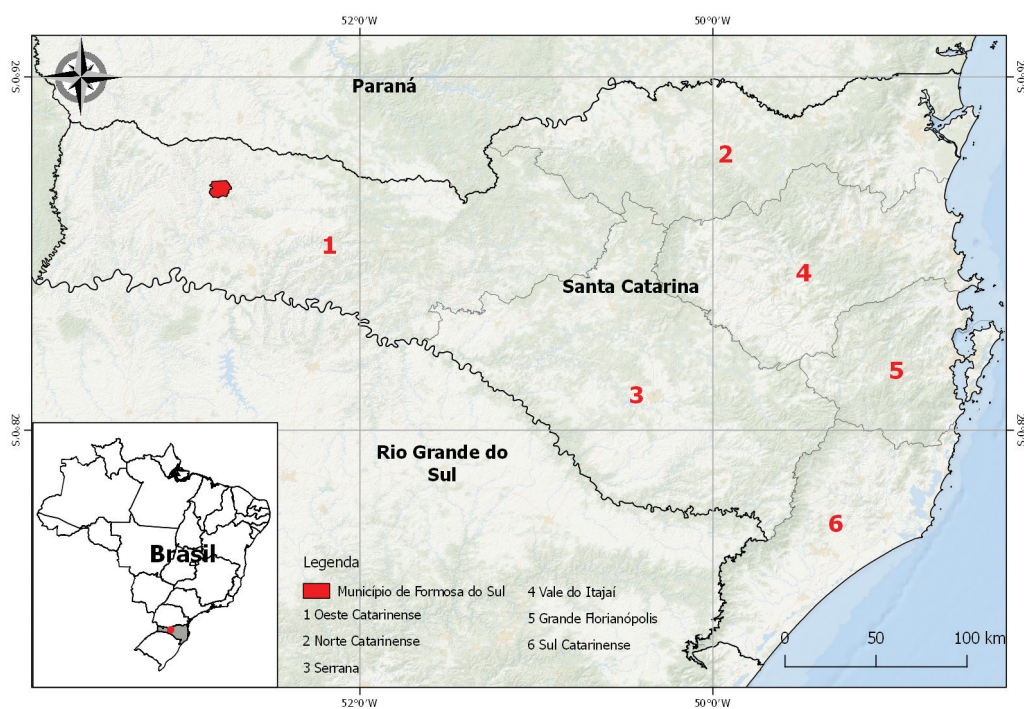 52°0'W
50°0'W
26°0'S
26°0'S
Paraná
2
1
4
Santa Catarina
5
3
28°0'S
28°0'S
Rio Grande do
Sul
6
Brasil
Legenda
Município de Formosa do Sul
1 Oeste Catarinense
2 Norte Catarinense
3 Serrana
4 Vale do Itajaí
5 Grande Florianópolis
6 Sul Catarinense
0 50 100 km
52°0'W
50°0'W